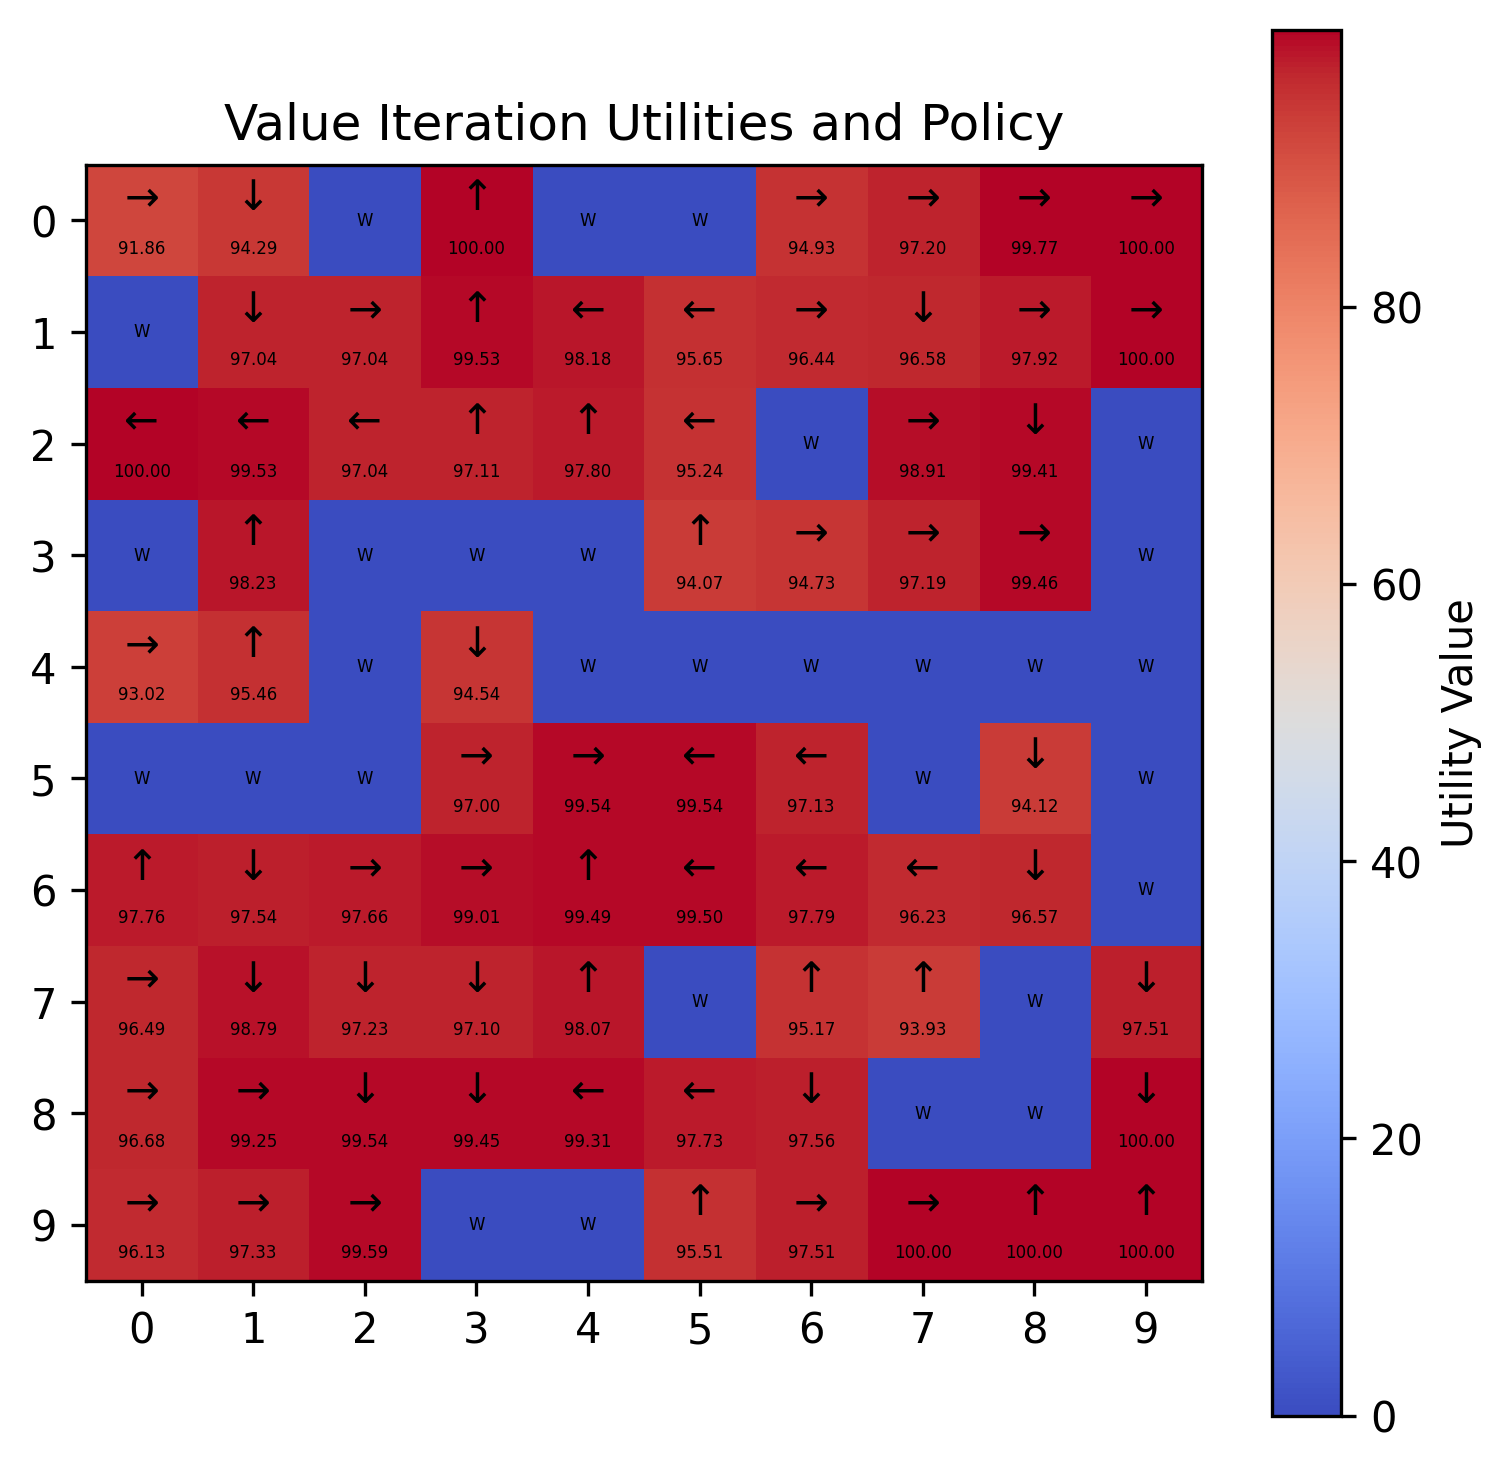 Value Iteration Utilities and Policy
0 → ↓ W ↑ W W → → → →
91.86 94.29 100.00 94.93 97.20 99.77 100.00
1 W ↓ → ↑ ← ← → ↓ → →
97.04 97.04 99.53 98.18 95.65 96.44 96.58 97.92 100.00
2 ← ← ← ↑ ↑ ← W → ↓ W
100.00 99.53 97.04 97.11 97.80 95.24 98.91 99.41
3 W ↑ W W W ↑ → → → W
98.23 94.07 94.73 97.19 99.46
4 → ↑ W ↓ W W W W W W
93.02 95.46 94.54
5 W W W → → ← ← W ↓ W
97.00 99.54 99.54 97.13 94.12
6 ↑ ↓ → → ↑ ← ← ← ↓ W
97.76 97.54 97.66 99.01 99.49 99.50 97.79 96.23 96.57
7 → ↓ ↓ ↓ ↑ W ↑ ↑ W ↓
96.49 98.79 97.23 97.10 98.07 95.17 93.93 97.51
8 → → ↓ ↓ ← ← ↓ W W ↓
96.68 99.25 99.54 99.45 99.31 97.73 97.56 100.00
9 → → → W W ↑ → → ↑ ↑
96.13 97.33 99.59 95.51 97.51 100.00 100.00 100.00
0 1 2 3 4 5 6 7 8 9
80
60
40
20
0
Utility Value